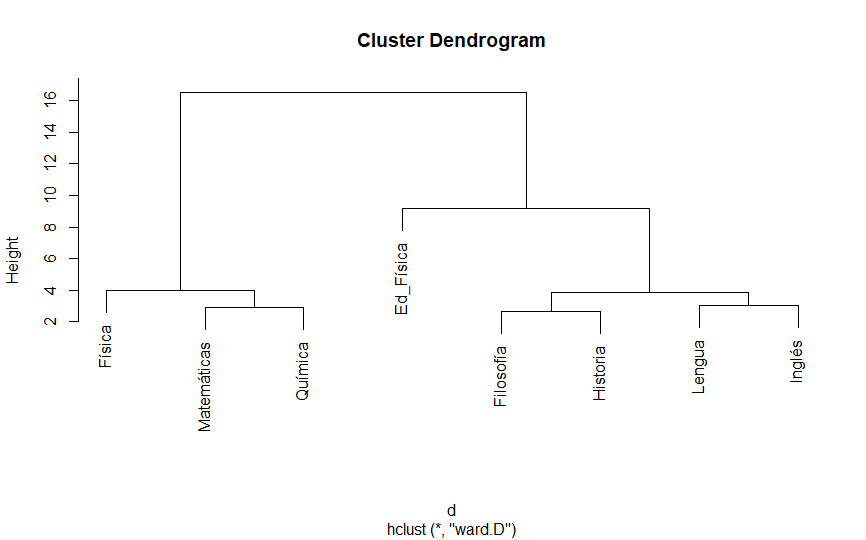 Cluster Dendrogram
Height
16
14
12
10
8
6
4
2
Física
Matemáticas
Química
Ed_Física
Filosofía
Historia
Lengua
Inglés
d
hclust (*, "ward.D")